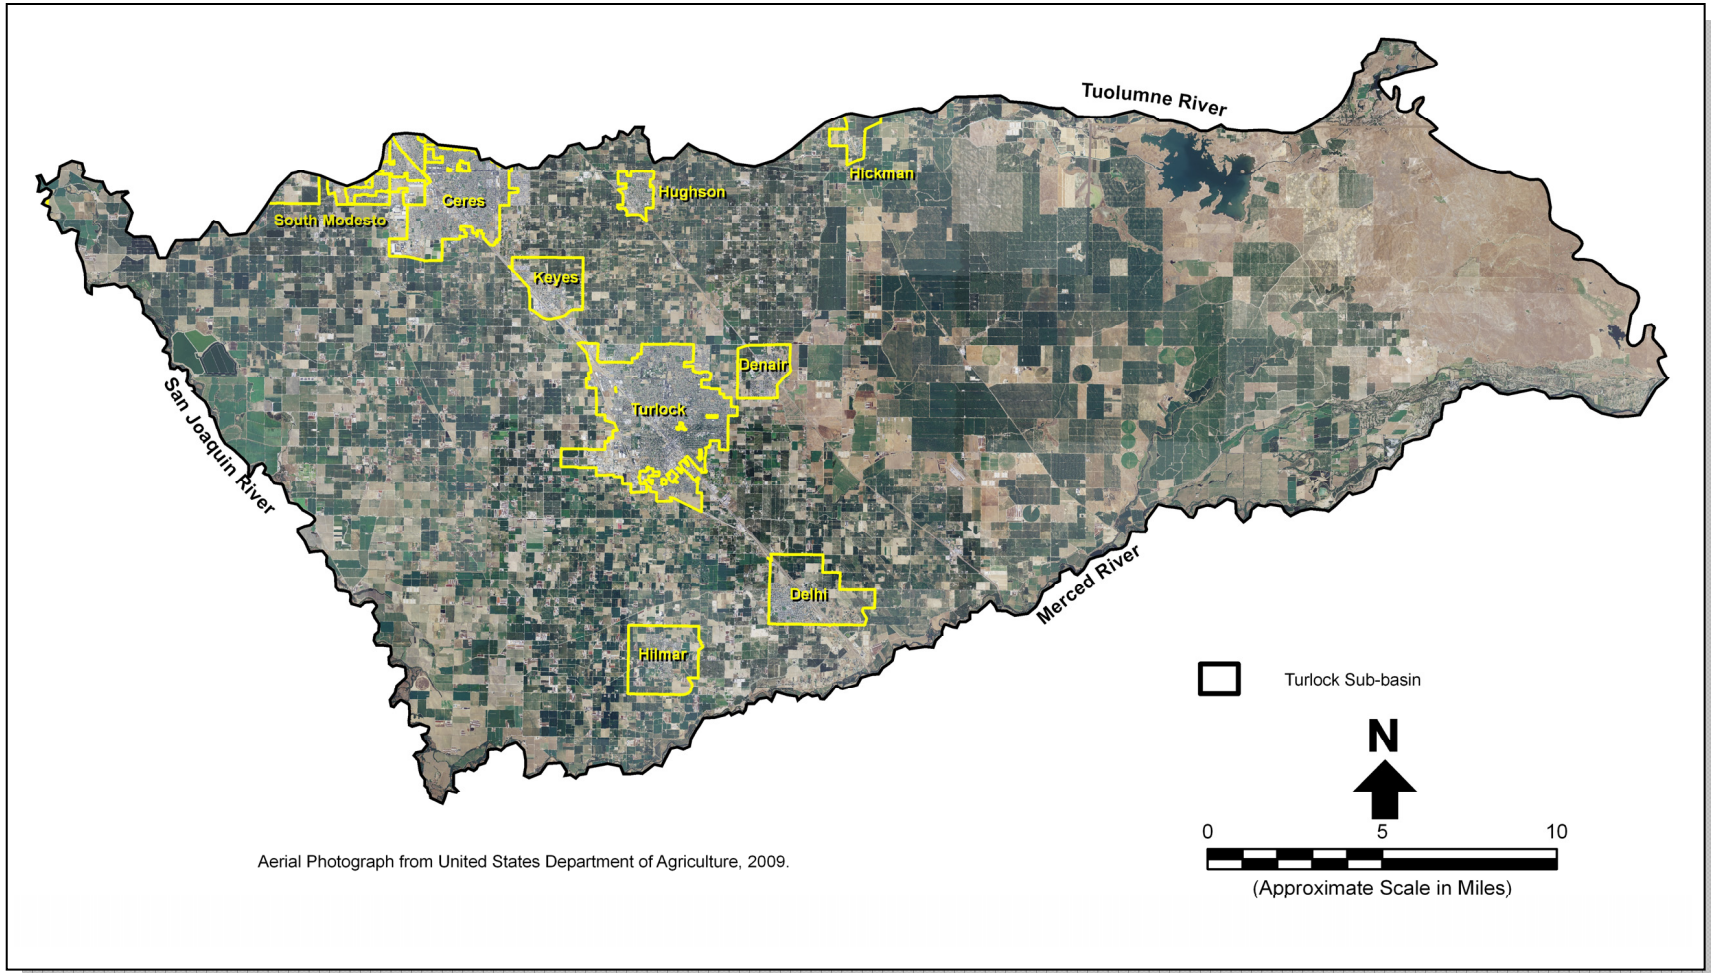 Tuolumne River
Hickman
Hughson
Ceres
South Modesto
Keyes
Denair
Turlock
San Joaquin River
Merced River
Delhi
Hilmar
Turlock Sub-basin
N
0 5 10
(Approximate Scale in Miles)
Aerial Photograph from United States Department of Agriculture, 2009.